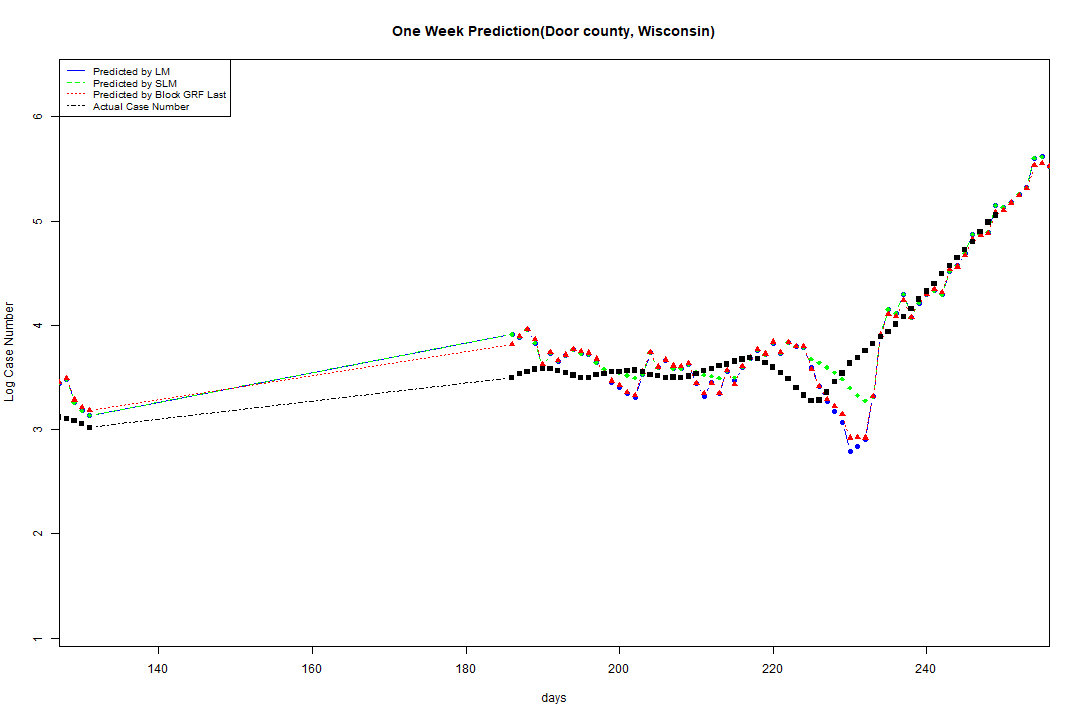 One Week Prediction(Door county, Wisconsin)
Predicted by LM
Predicted by SLM
Predicted by Block GRF Last
Actual Case Number
6
5
4
3
2
1
Log Case Number
140 160 180 200 220 240
days